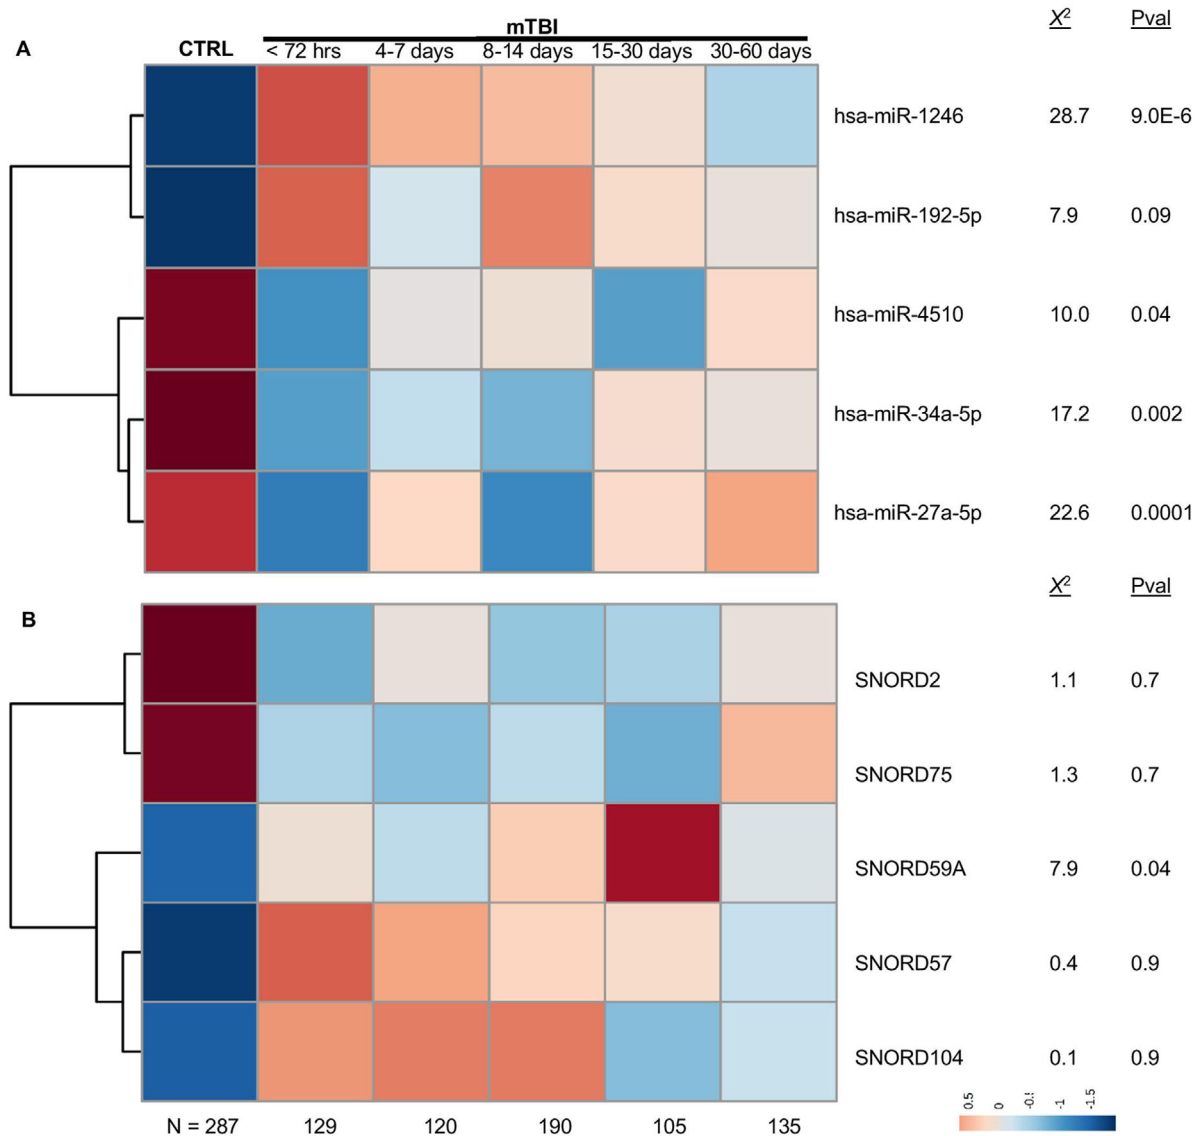 X² Pval
mTBI
A CTRL < 72 hrs 4-7 days 8-14 days 15-30 days 30-60 days
hsa-miR-1246 28.7 9.0E-6
hsa-miR-192-5p 7.9 0.09
hsa-miR-4510 10.0 0.04
hsa-miR-34a-5p 17.2 0.002
hsa-miR-27a-5p 22.6 0.0001
X² Pval
B
SNORD2 1.1 0.7
SNORD75 1.3 0.7
SNORD59A 7.9 0.04
SNORD57 0.4 0.9
SNORD104 0.1 0.9
0.5 0 -1 -1.5
N = 287 129 120 190 105 135